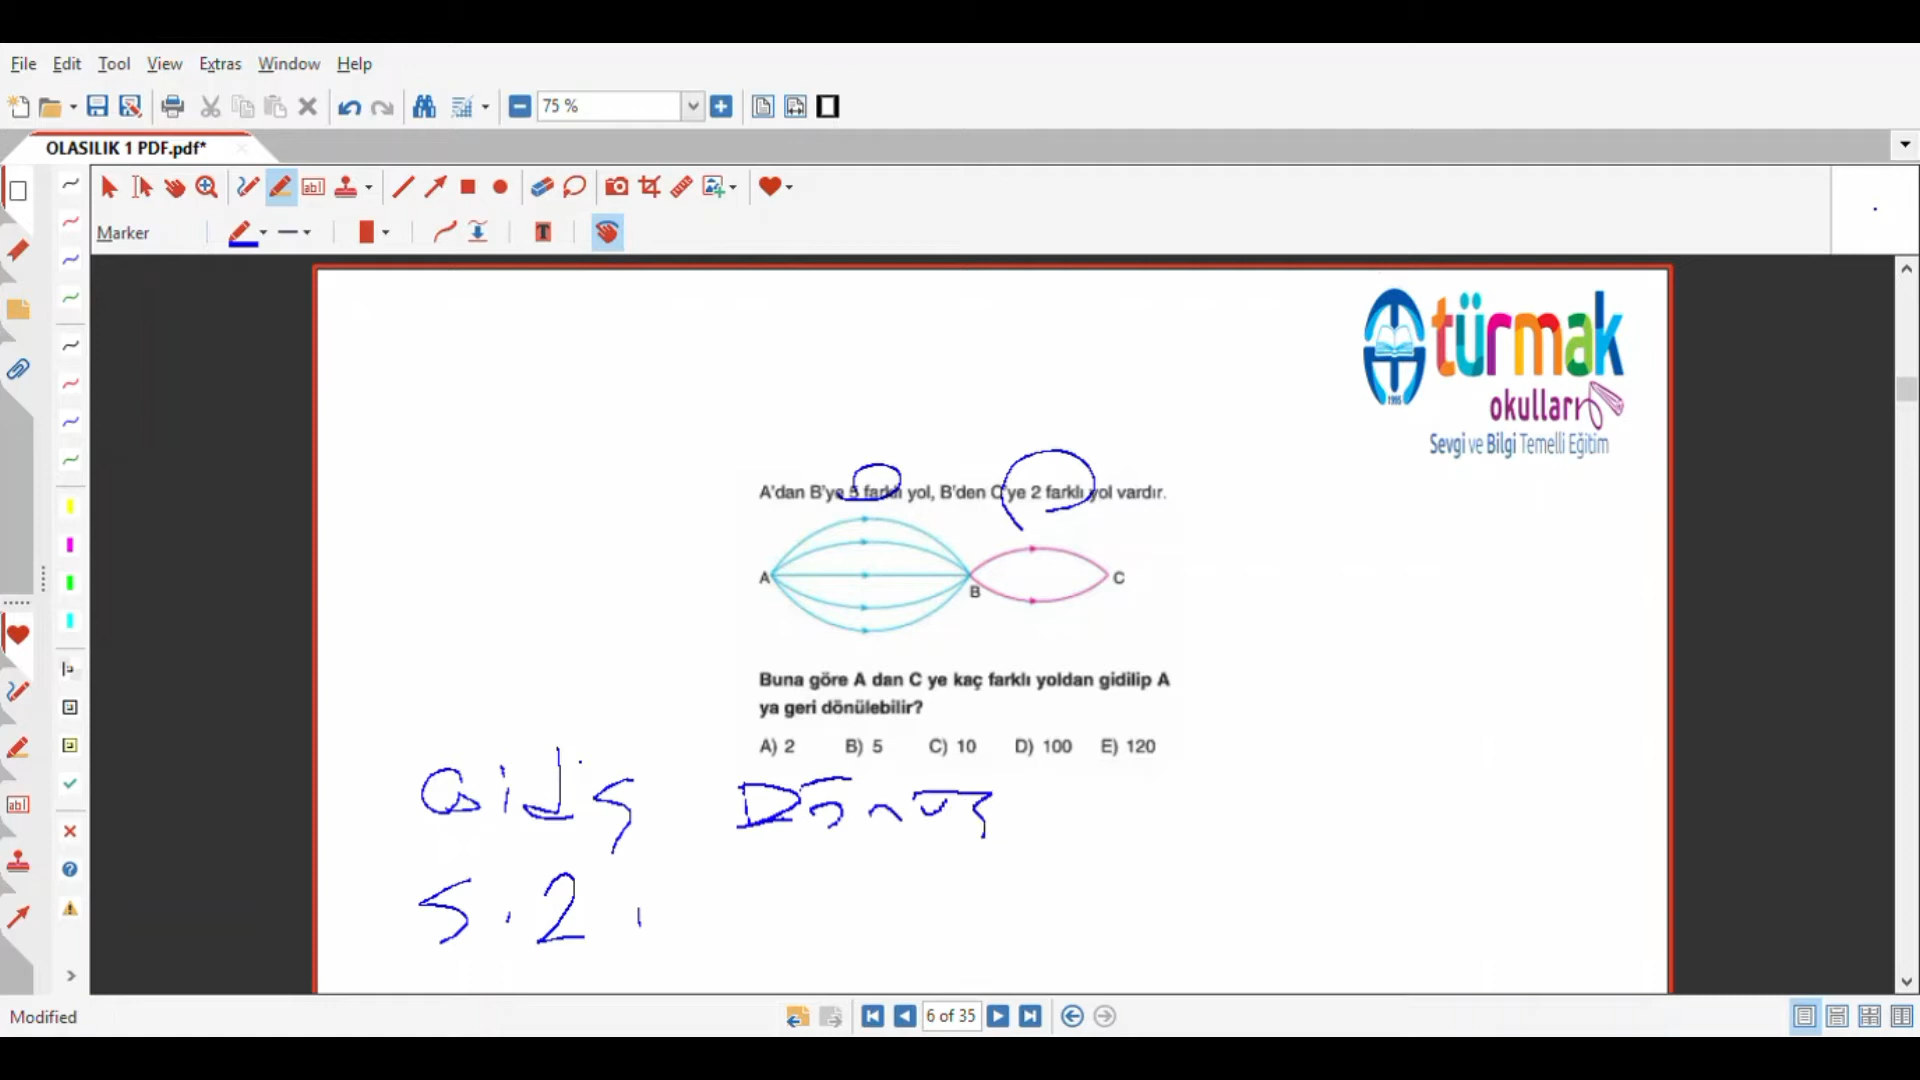 File Edit Tool View Extras Window Help
75 %
OLASILIK 1 PDF.pdf*
Marker
türmak
okulları
1995
Sevgi ve Bilgi Temelli Eğitim
A'dan B'ye 5 farklı yol, B'den C'ye 2 farklı yol vardır.
A B C
Buna göre A dan C ye kaç farklı yoldan gidilip A
ya geri dönülebilir?
A) 2 B) 5 C) 10 D) 100 E) 120
Gidiş Dönüş
5 . 2 .
Modified
6 of 35